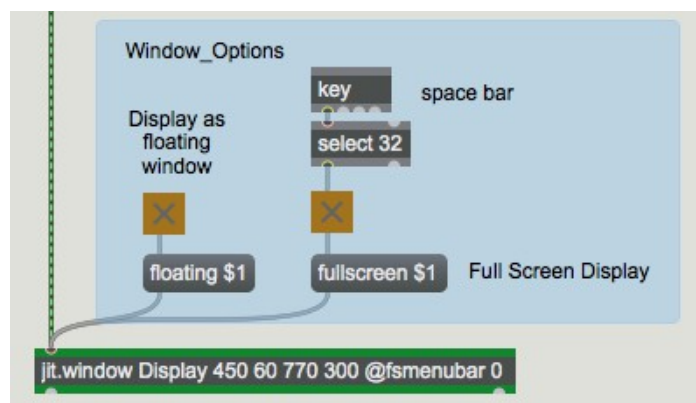 Window_Options
key
space bar
Display as
floating
window
select 32
floating $1
fullscreen $1
Full Screen Display
jit.window Display 450 60 770 300 @fsmenubar 0